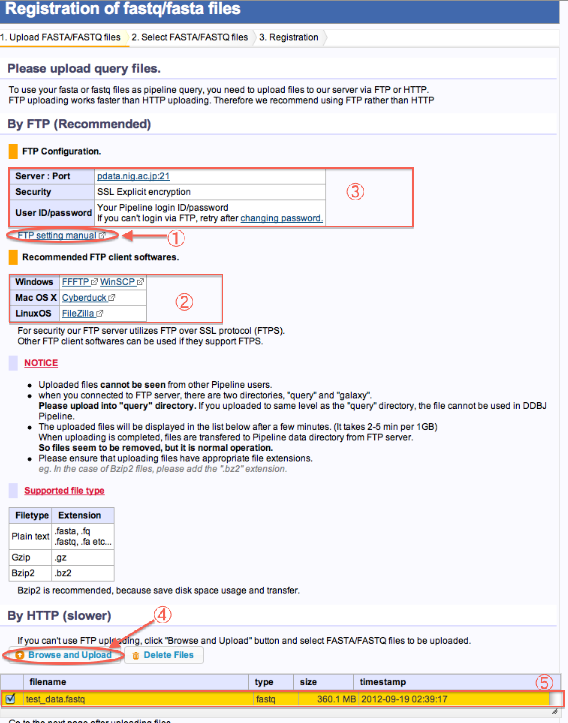 Registration of fastq/fasta files
1. Upload FASTA/FASTQ files 2. Select FASTA/FASTQ files 3. Registration
Please upload query files.
To use your fasta or fastq files as pipeline query, you need to upload files to our server via FTP or HTTP.
FTP uploading works faster than HTTP uploading. Therefore we recommend using FTP rather than HTTP
By FTP (Recommended)
FTP Configuration.
Server : Port pdata.nig.ac.jp:21
Security SSL Explicit encryption
③
User ID/password Your Pipeline login ID/password
If you can't login via FTP, retry after changing password.
FTP setting manual ①
Recommended FTP client softwares.
Windows FFFTP WinSCP
Mac OS X Cyberduck ②
LinuxOS FileZilla
For security our FTP server utilizes FTP over SSL protocol (FTPS).
Other FTP client softwares can be used if they support FTPS.
NOTICE
• Uploaded files cannot be seen from other Pipeline users.
• when you connected to FTP server, there are two directories, "query" and "galaxy".
Please upload into "query" directory. If you uploaded to same level as the "query" directory, the file cannot be used in DDBJ
Pipeline.
• The uploaded files will be displayed in the list below after a few minutes. (It takes 2-5 min per 1GB)
When uploading is completed, files are transfered to Pipeline data directory from FTP server.
So files seem to be removed, but it is normal operation.
• Please ensure that uploading files have appropriate file extensions.
eg. In the case of Bzip2 files, please add the ".bz2" extension.
Supported file type
Filetype Extension
Plain text .fasta, .fq
.fastq, .fa etc...
Gzip .gz
Bzip2 .bz2
Bzip2 is recommended, because save disk space usage and transfer.
By HTTP (slower) ④
If you can't use FTP uploading, click "Browse and Upload" button and select FASTA/FASTQ files to be uploaded.
Browse and Upload Delete Files
filename type size timestamp ⑤
test_data.fastq fastq 360.1 MB 2012-09-19 02:39:17
Go to the next page after uploading files